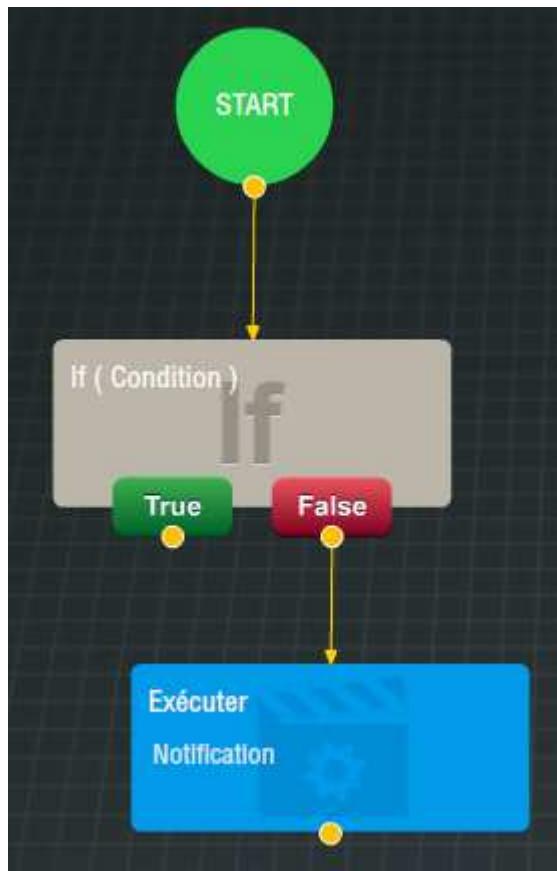 START
If ( Condition )
If
True False
Exécuter
Notification